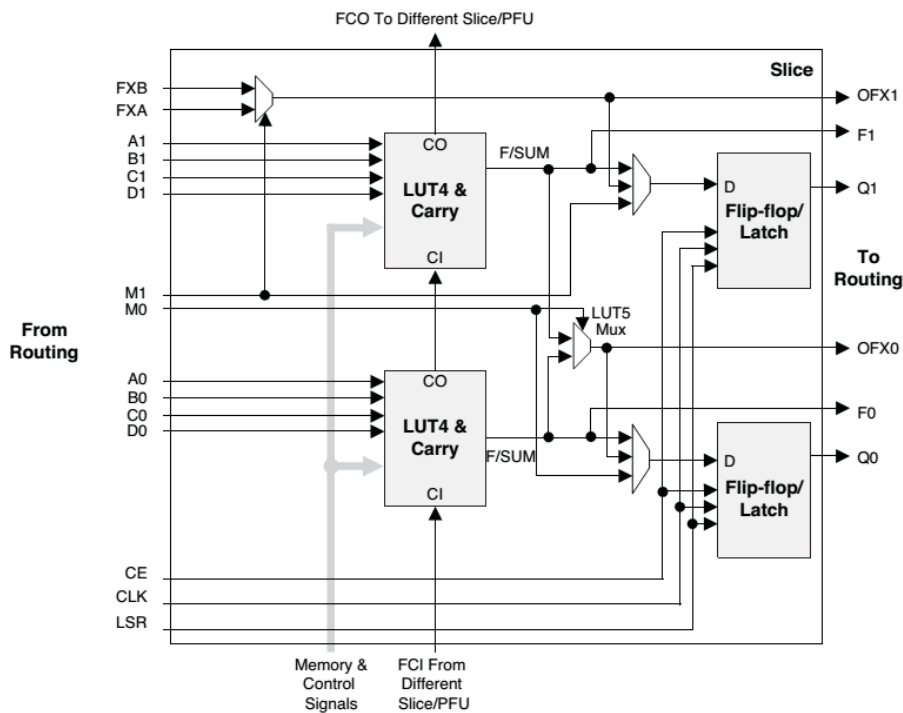 FCO To Different Slice/PFU
Slice
FXB
FXA
OFX1
F1
A1
B1
C1
D1
CO
LUT4 &
Carry
CI
F/SUM
D
Flip-flop/
Latch
Q1
To
Routing
M1
M0
From
Routing
LUT5
Mux
OFX0
A0
B0
C0
D0
CO
LUT4 &
Carry
CI
F/SUM
F0
D
Flip-flop/
Latch
Q0
CE
CLK
LSR
Memory &
Control
Signals
FCI From
Different
Slice/PFU